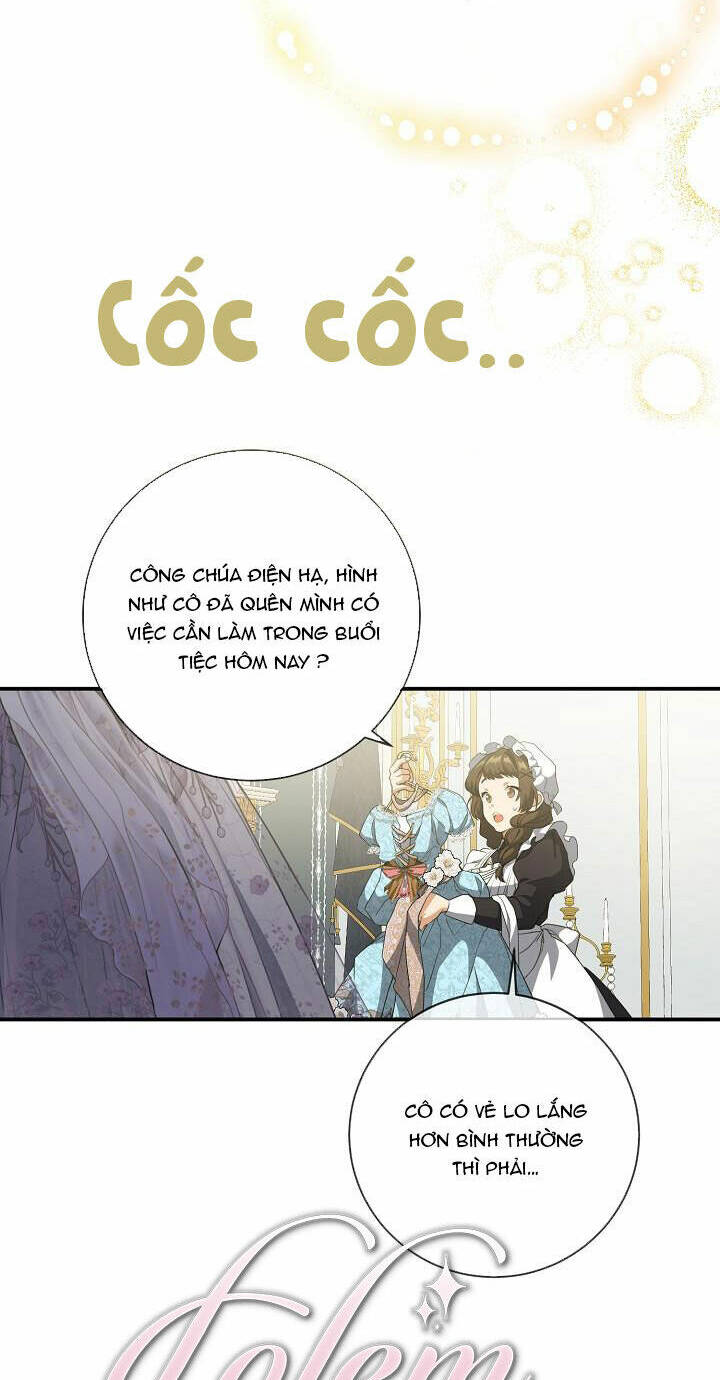 Cốc cốc..
CÔNG CHÚA ĐIỆN HẠ, HÌNH
NHƯ CÔ ĐÃ QUÊN MÌNH CÓ
VIỆC CẦN LÀM TRONG BUỔI
TIỆC HÔM NAY ?
CÔ CÓ VẺ LO LẮNG
HƠN BÌNH THƯỜNG
THÌ PHẢI...